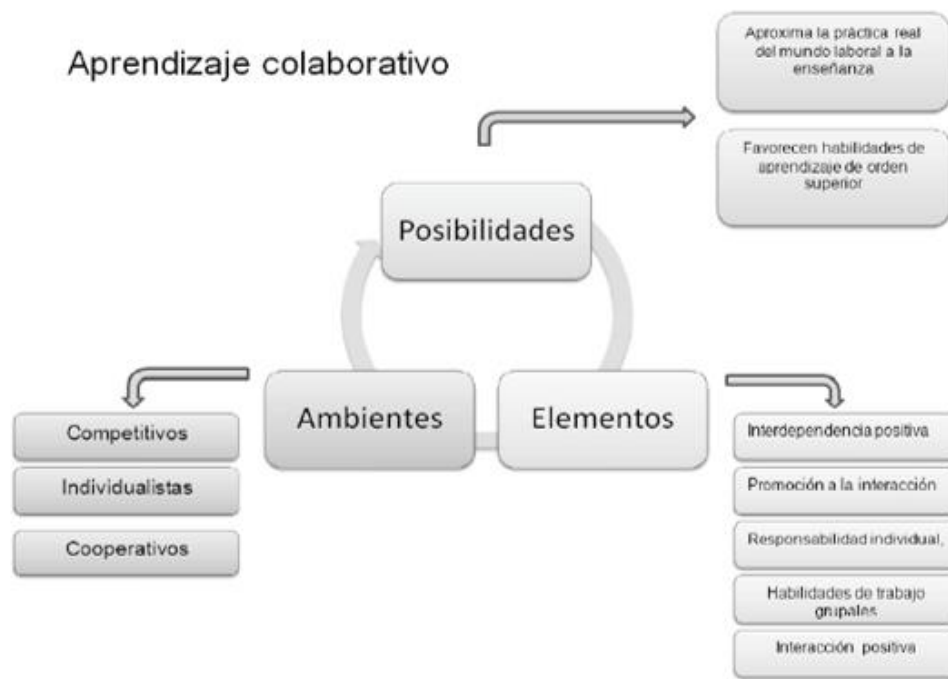 Aprendizaje colaborativo
Aproxima la práctica real
del mundo laboral a la
enseñanza
Favorecen habilidades de
aprendizaje de orden
superior
Posibilidades
Ambientes
Elementos
Competitivos
Individualistas
Cooperativos
Interdependencia positiva
Promoción a la interacción
Responsabilidad individual,
Habilidades de trabajo
grupales
Interacción positiva